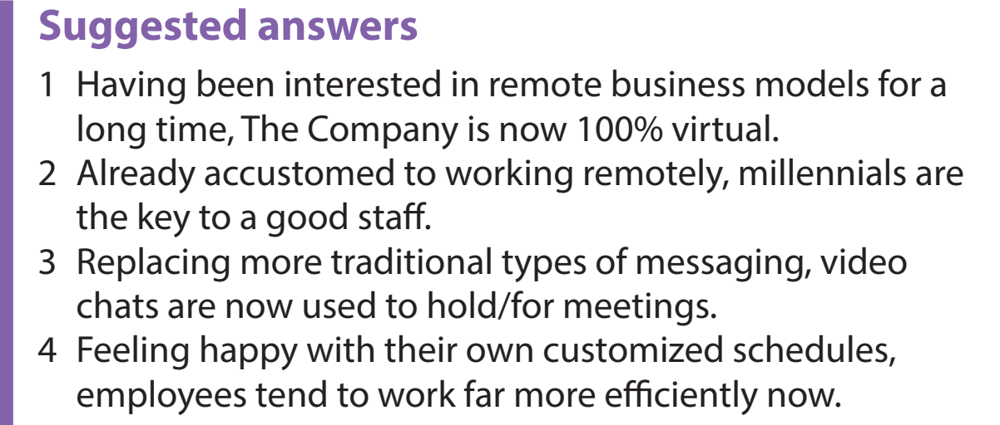 Suggested answers
1 Having been interested in remote business models for a
long time, The Company is now 100% virtual.
2 Already accustomed to working remotely, millennials are
the key to a good staff.
3 Replacing more traditional types of messaging, video
chats are now used to hold/for meetings.
4 Feeling happy with their own customized schedules,
employees tend to work far more efficiently now.